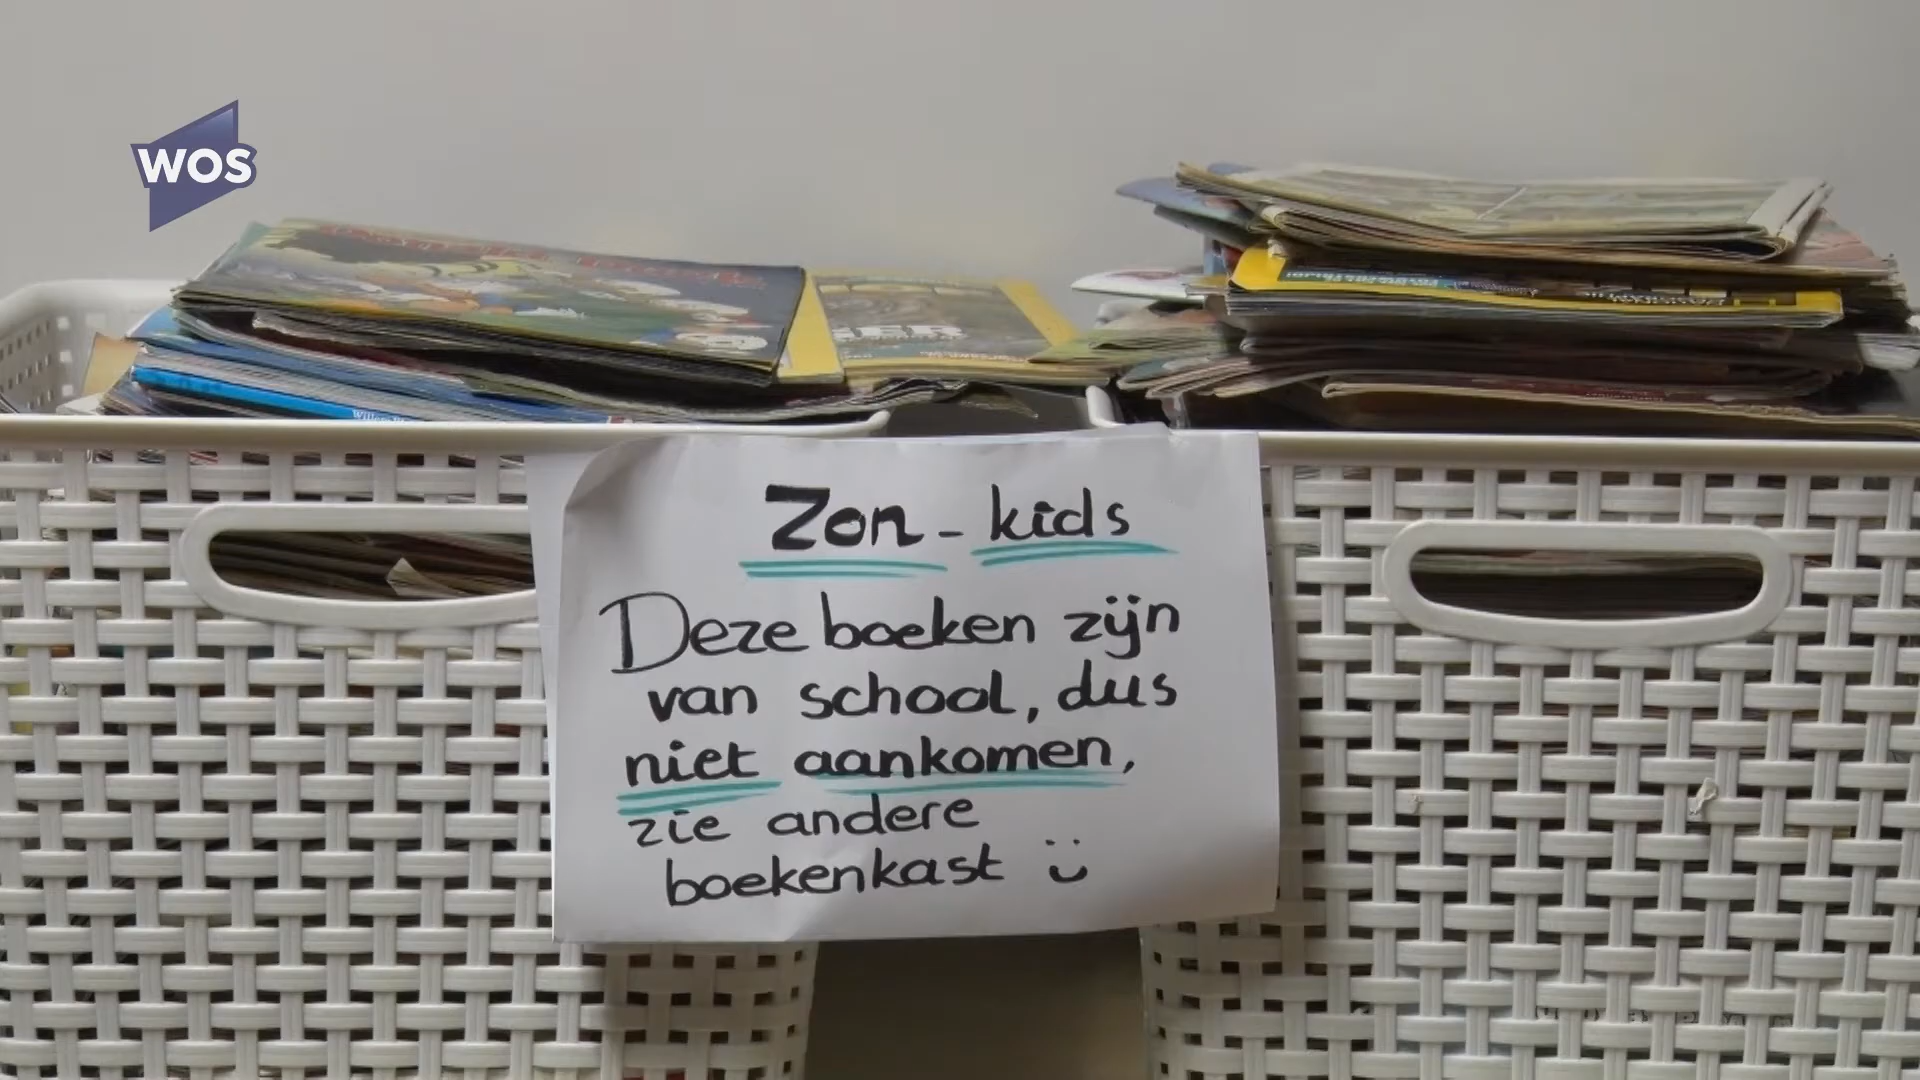 WOS
Zon - kids
Deze boeken zijn
van school, dus
niet aankomen,
zie andere
boekenkast